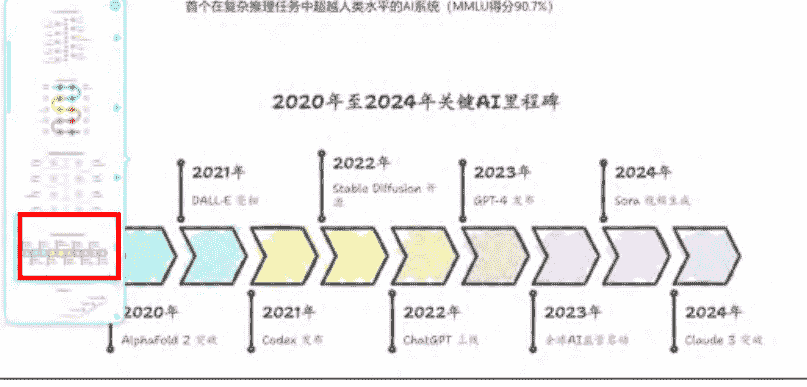 首个在复杂推理任务中超越人类水平的AI系统（MMLU得分90.7%）
2020年至2024年关键AI里程碑
2021年
DALL-E 亮相
2022年
Stable Diffusion 开
源
2023年
GPT-4 发布
2024年
Sora 视频生成
2020年
AlphaFold 2 突破
2021年
Codex 发布
2022年
ChatGPT 上线
2023年
全球AI监管启动
2024年
Claude 3 突破